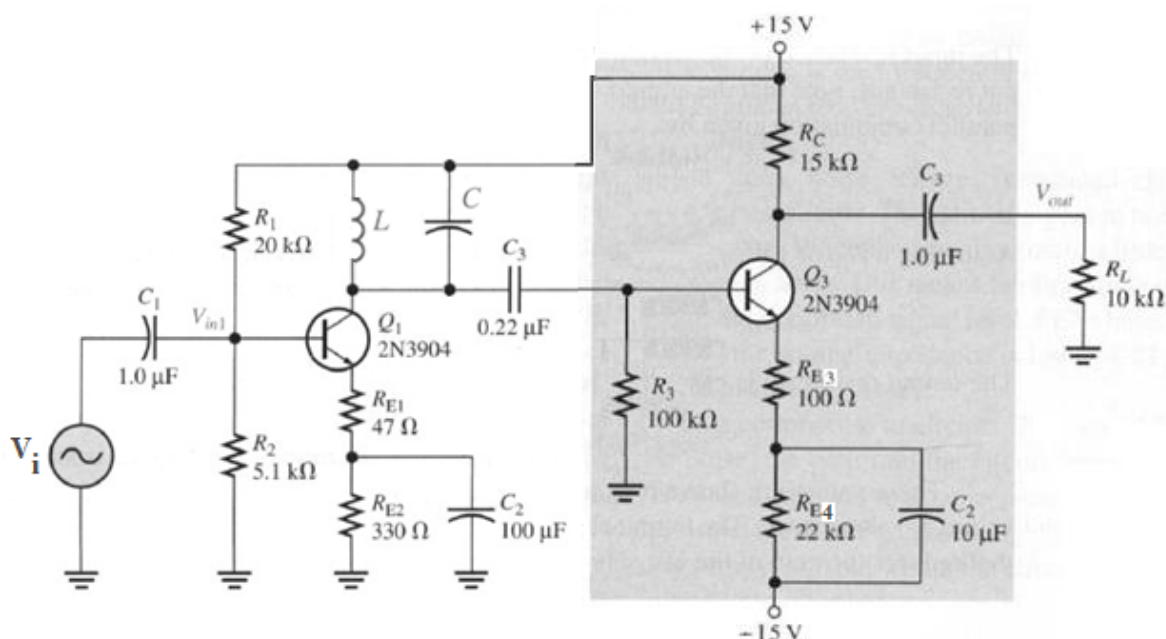 +15 V
R_C
15 kΩ
C_3
V_out
1.0 µF
R_L
10 kΩ
R_1
20 kΩ
L
C
C_3
0.22 µF
Q_3
2N3904
C_1
V_in1
1.0 µF
Q_1
2N3904
R_E1
47 Ω
R_3
100 kΩ
R_E3
100 Ω
V_i
R_2
5.1 kΩ
R_E2
330 Ω
C_2
100 µF
R_E4
22 kΩ
C_2
10 µF
−15 V